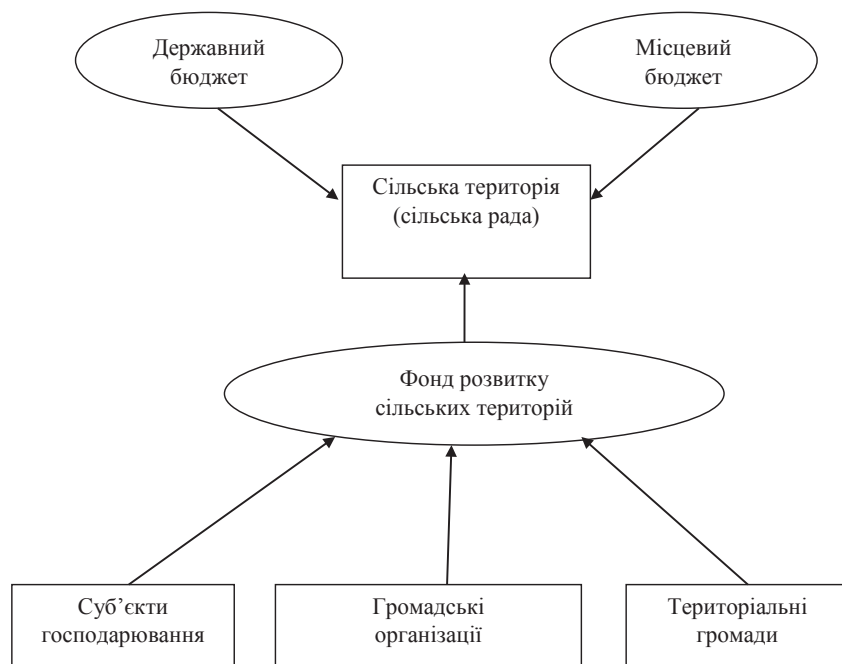 Державний
бюджет
Місцевий
бюджет
Сільська територія
(сільська рада)
Фонд розвитку
сільських територій
Суб’єкти
господарювання
Громадські
організації
Територіальні
громади